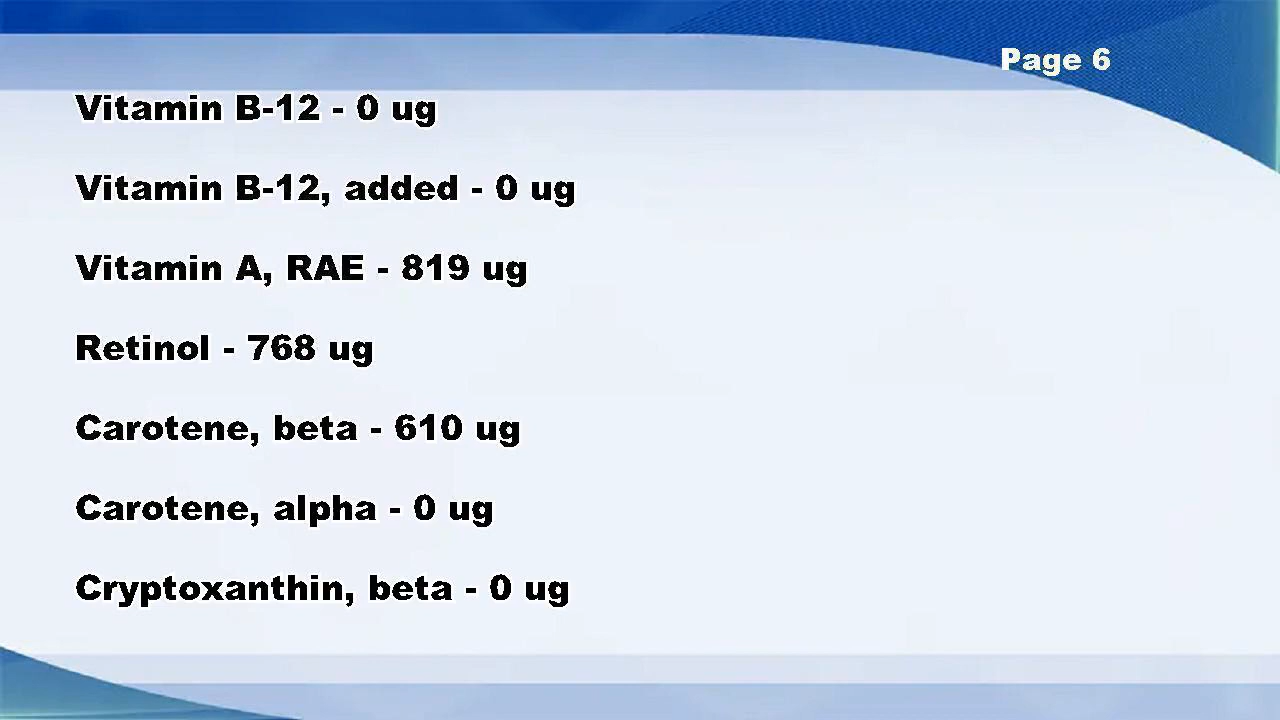 Page 6
Vitamin B-12 - 0 ug
Vitamin B-12, added - 0 ug
Vitamin A, RAE - 819 ug
Retinol - 768 ug
Carotene, beta - 610 ug
Carotene, alpha - 0 ug
Cryptoxanthin, beta - 0 ug